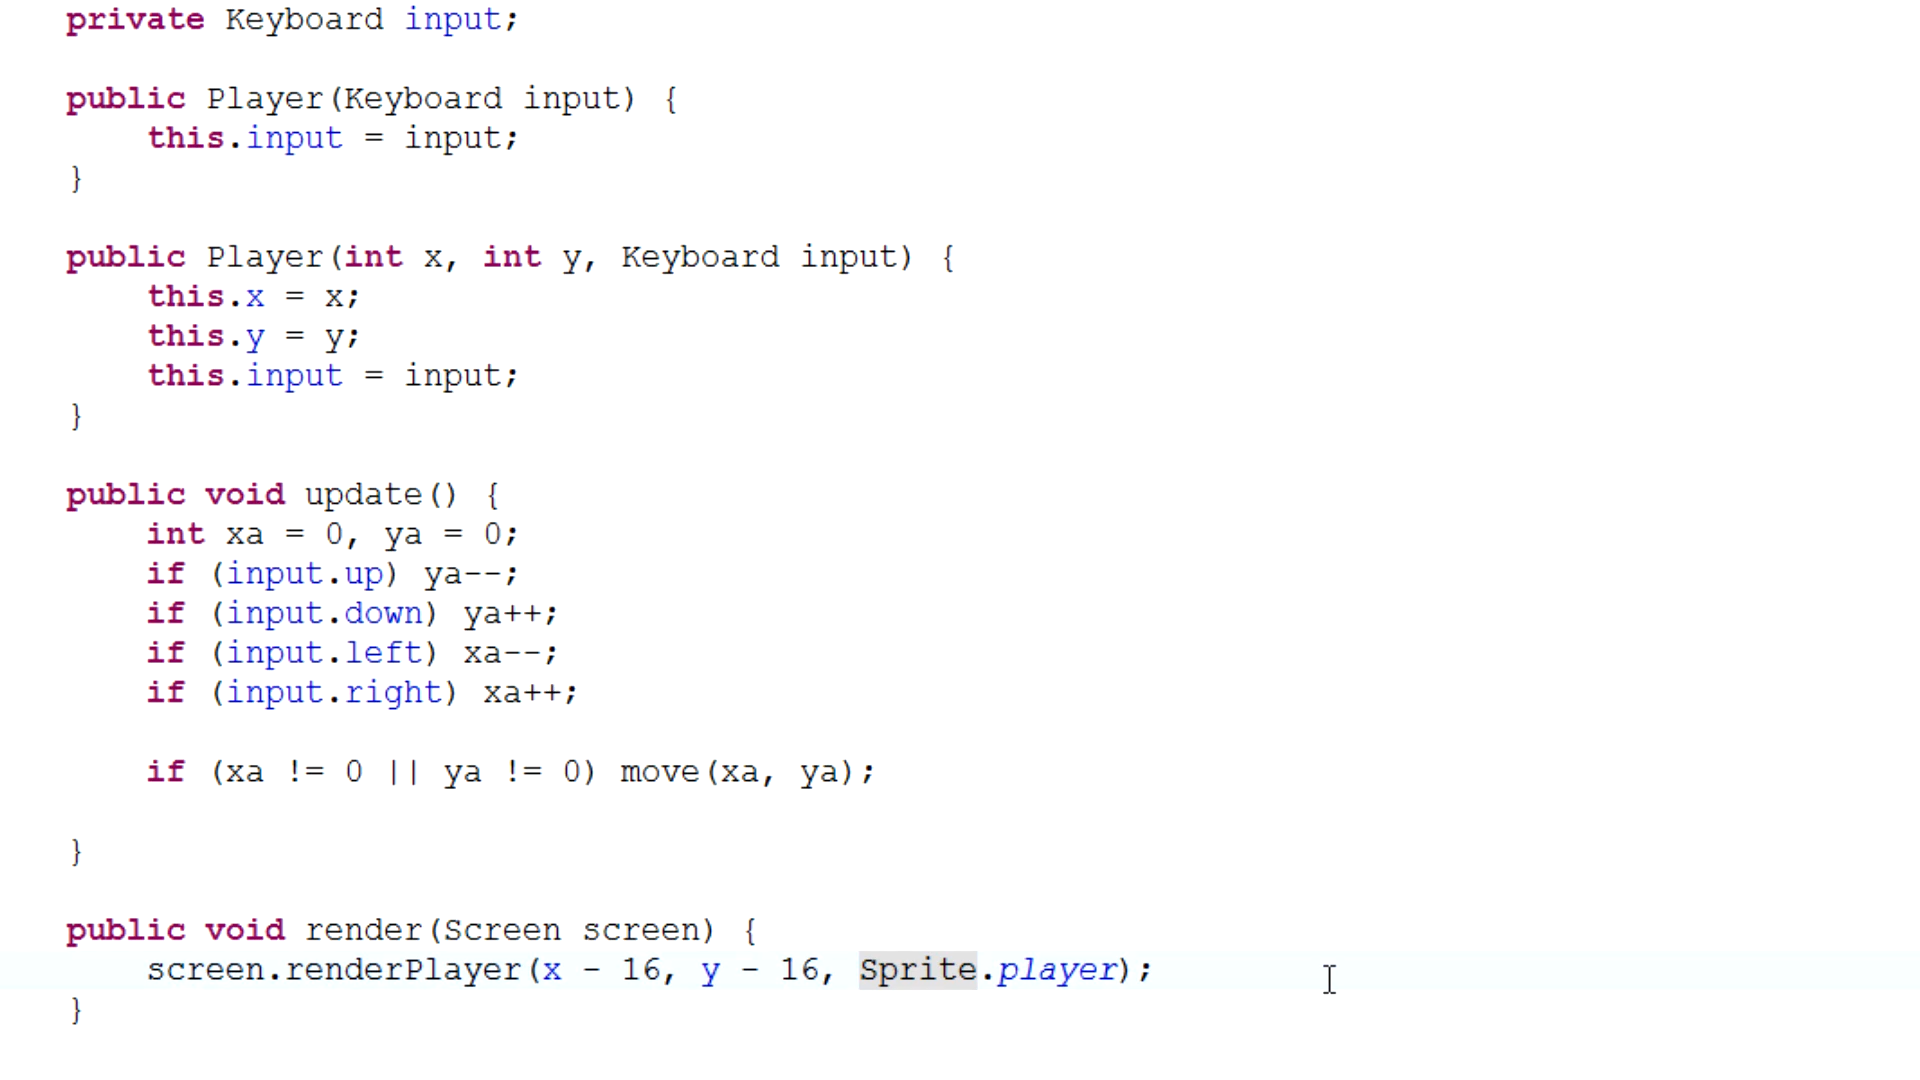 private Keyboard input;
public Player(Keyboard input) {
this.input = input;
}
public Player(int x, int y, Keyboard input) {
this.x = x;
this.y = y;
this.input = input;
}
public void update() {
int xa = 0, ya = 0;
if (input.up) ya--;
if (input.down) ya++;
if (input.left) xa--;
if (input.right) xa++;
if (xa != 0 || ya != 0) move(xa, ya);
}
public void render(Screen screen) {
screen.renderPlayer(x - 16, y - 16, Sprite.player);
}